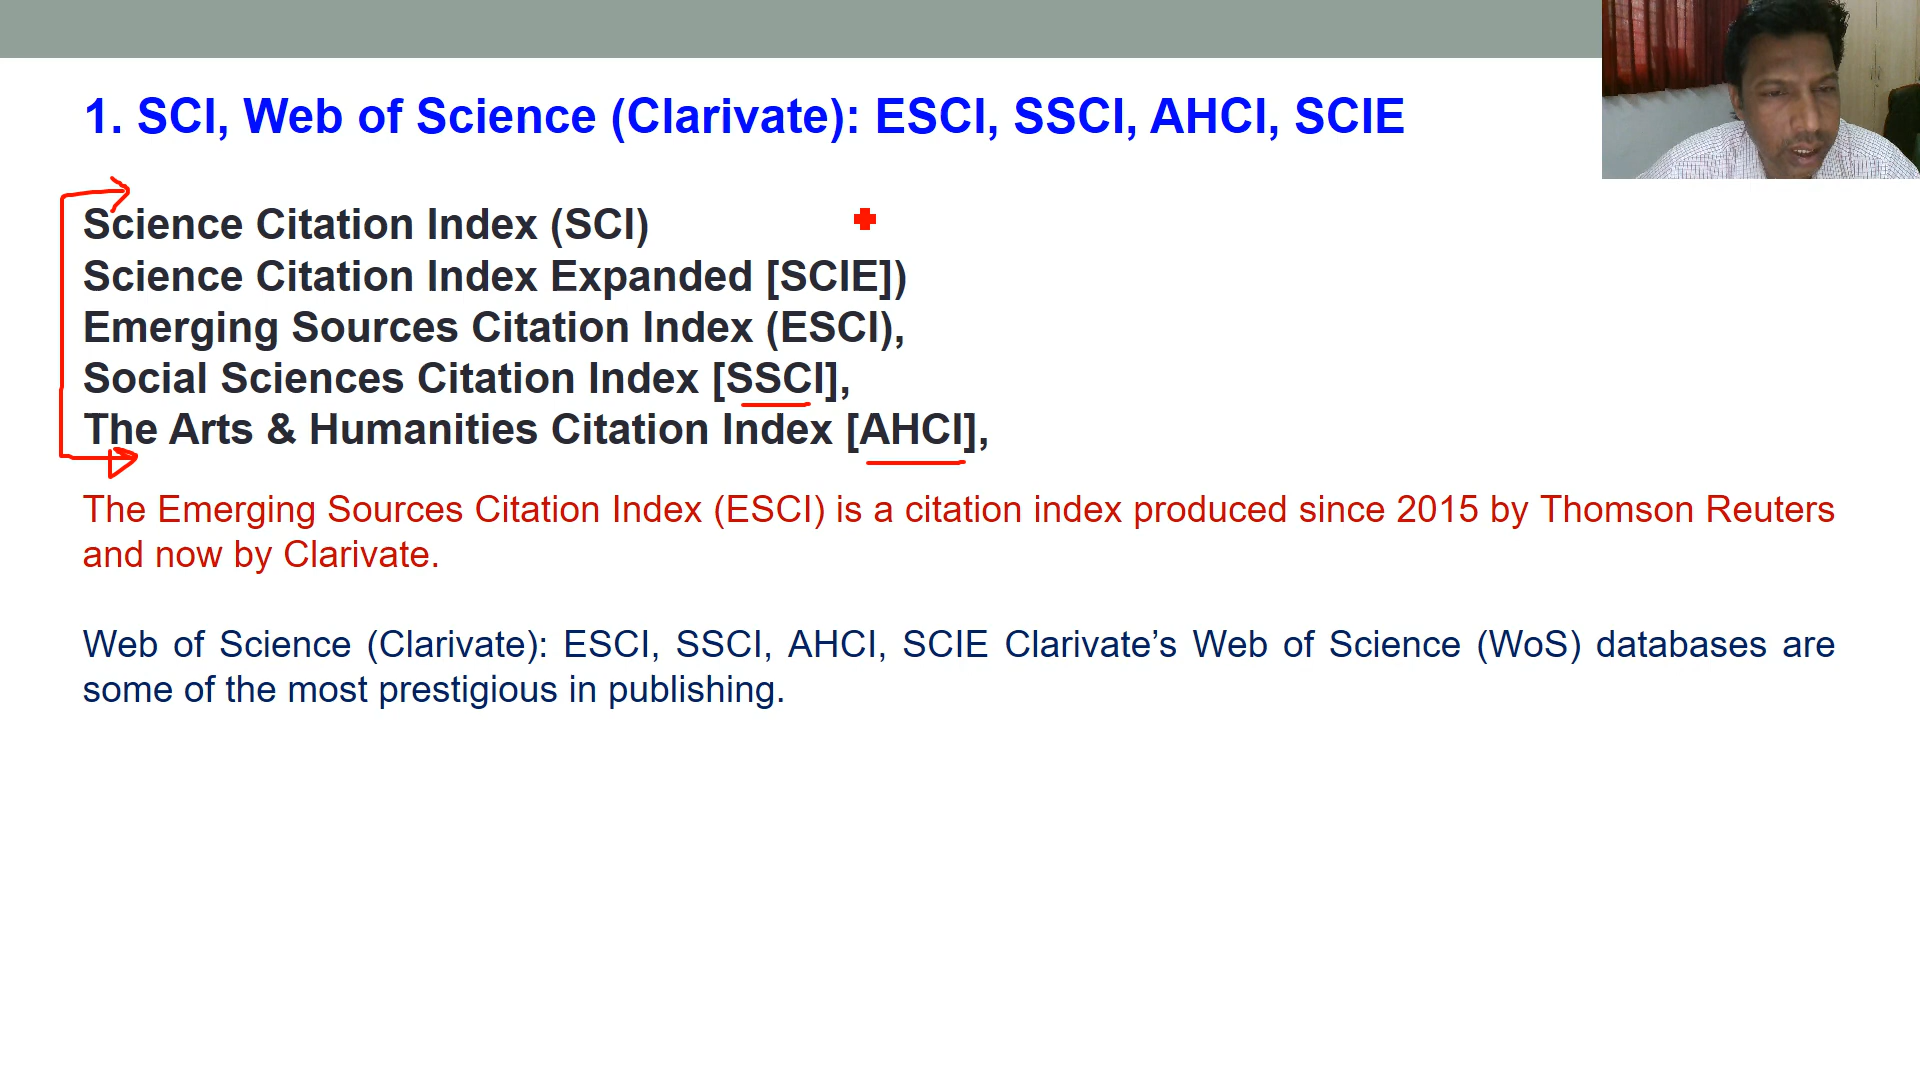 1. SCI, Web of Science (Clarivate): ESCI, SSCI, AHCI, SCIE
Science Citation Index (SCI)
Science Citation Index Expanded [SCIE])
Emerging Sources Citation Index (ESCI),
Social Sciences Citation Index [SSCI],
The Arts & Humanities Citation Index [AHCI],
The Emerging Sources Citation Index (ESCI) is a citation index produced since 2015 by Thomson Reuters
and now by Clarivate.
Web of Science (Clarivate): ESCI, SSCI, AHCI, SCIE Clarivate’s Web of Science (WoS) databases are
some of the most prestigious in publishing.